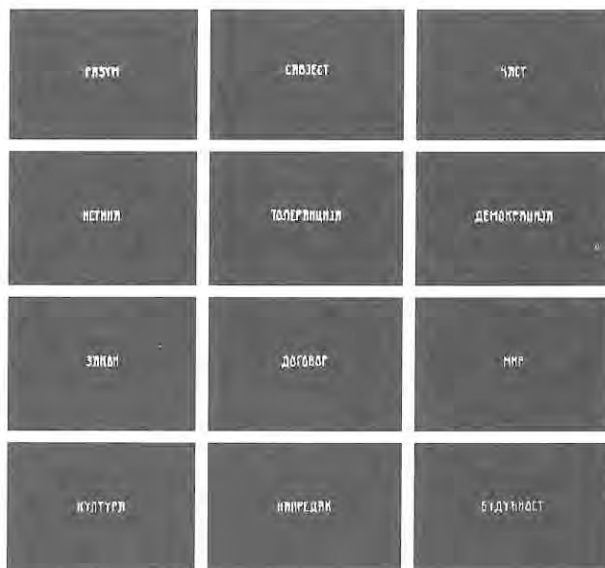 РАЗУМ
САВЈЕСТ
ЧАСТ
ИСТИНА
ТОЛЕРАНЦИЈА
ДЕМОКРАЦИЈА
ЗАКОН
ДОГОВОР
МИР
КУЛТУРА
НАПРЕДАК
БУДУЋНОСТ